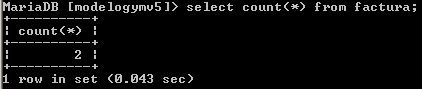 MariaDB [modelogymv5]> select count(*) from factura;
+----------+
| count(*) |
+----------+
|        2 |
+----------+
1 row in set (0.043 sec)